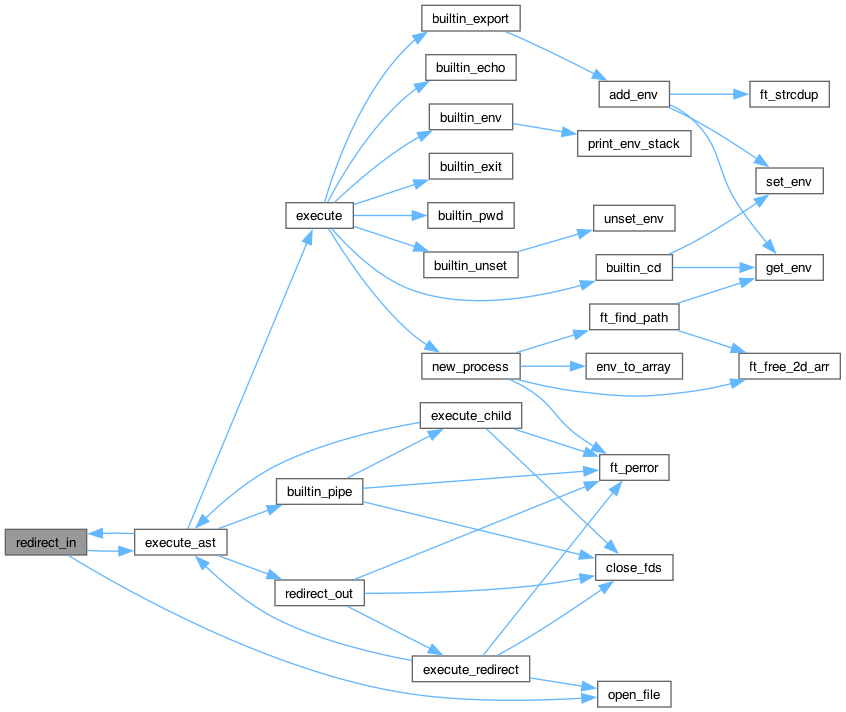 builtin_export
builtin_echo
add_env
ft_strcdup
builtin_env
print_env_stack
builtin_exit
set_env
execute
builtin_pwd
unset_env
builtin_unset
builtin_cd
get_env
ft_find_path
new_process
env_to_array
ft_free_2d_arr
execute_child
ft_perror
builtin_pipe
redirect_in
execute_ast
close_fds
redirect_out
execute_redirect
open_file